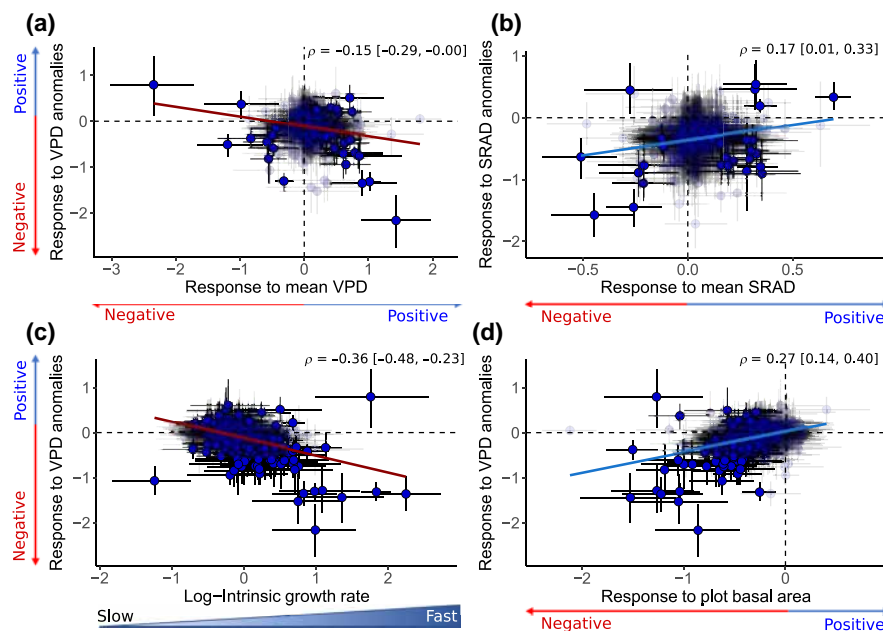 (a)
ρ = −0.15 [−0.29, −0.00]
Positive
Negative
Response to VPD anomalies
1
0
−1
−2
−3
−2
−1
0
1
2
Response to mean VPD
Negative
Positive
(b)
ρ = 0.17 [0.01, 0.33]
Response to SRAD anomalies
1
0
−1
−2
−0.5
0.0
0.5
Response to mean SRAD
Negative
Positive
(c)
ρ = −0.36 [−0.48, −0.23]
Positive
Negative
Response to VPD anomalies
1
0
−1
−2
−2
−1
0
1
2
Log−Intrinsic growth rate
Slow
Fast
(d)
ρ = 0.27 [0.14, 0.40]
Response to VPD anomalies
1
0
−1
−2
−2
−1
0
Response to plot basal area
Negative
Positive